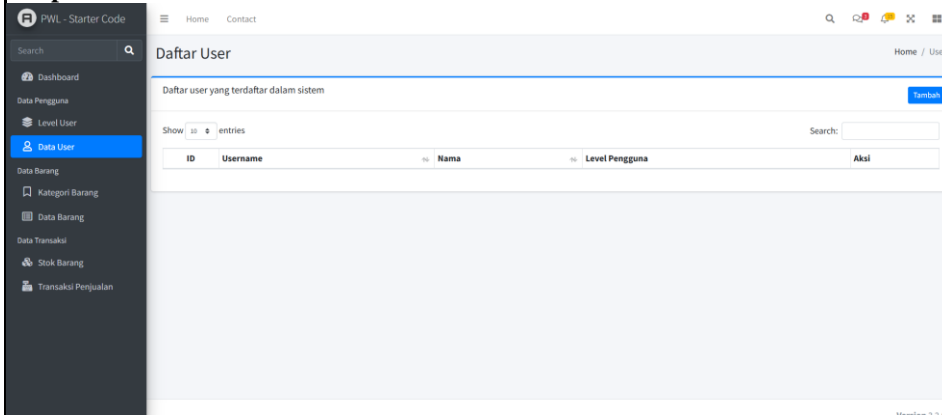 PWL - Starter Code
Home Contact
Search
Daftar User
Home / Use
Dashboard
Daftar user yang terdaftar dalam sistem
Tambah
Data Pengguna
Level User
Show 10 entries
Search:
Data User
ID Username Nama Level Pengguna Aksi
Data Barang
Kategori Barang
Data Barang
Data Transaksi
Stok Barang
Transaksi Penjualan